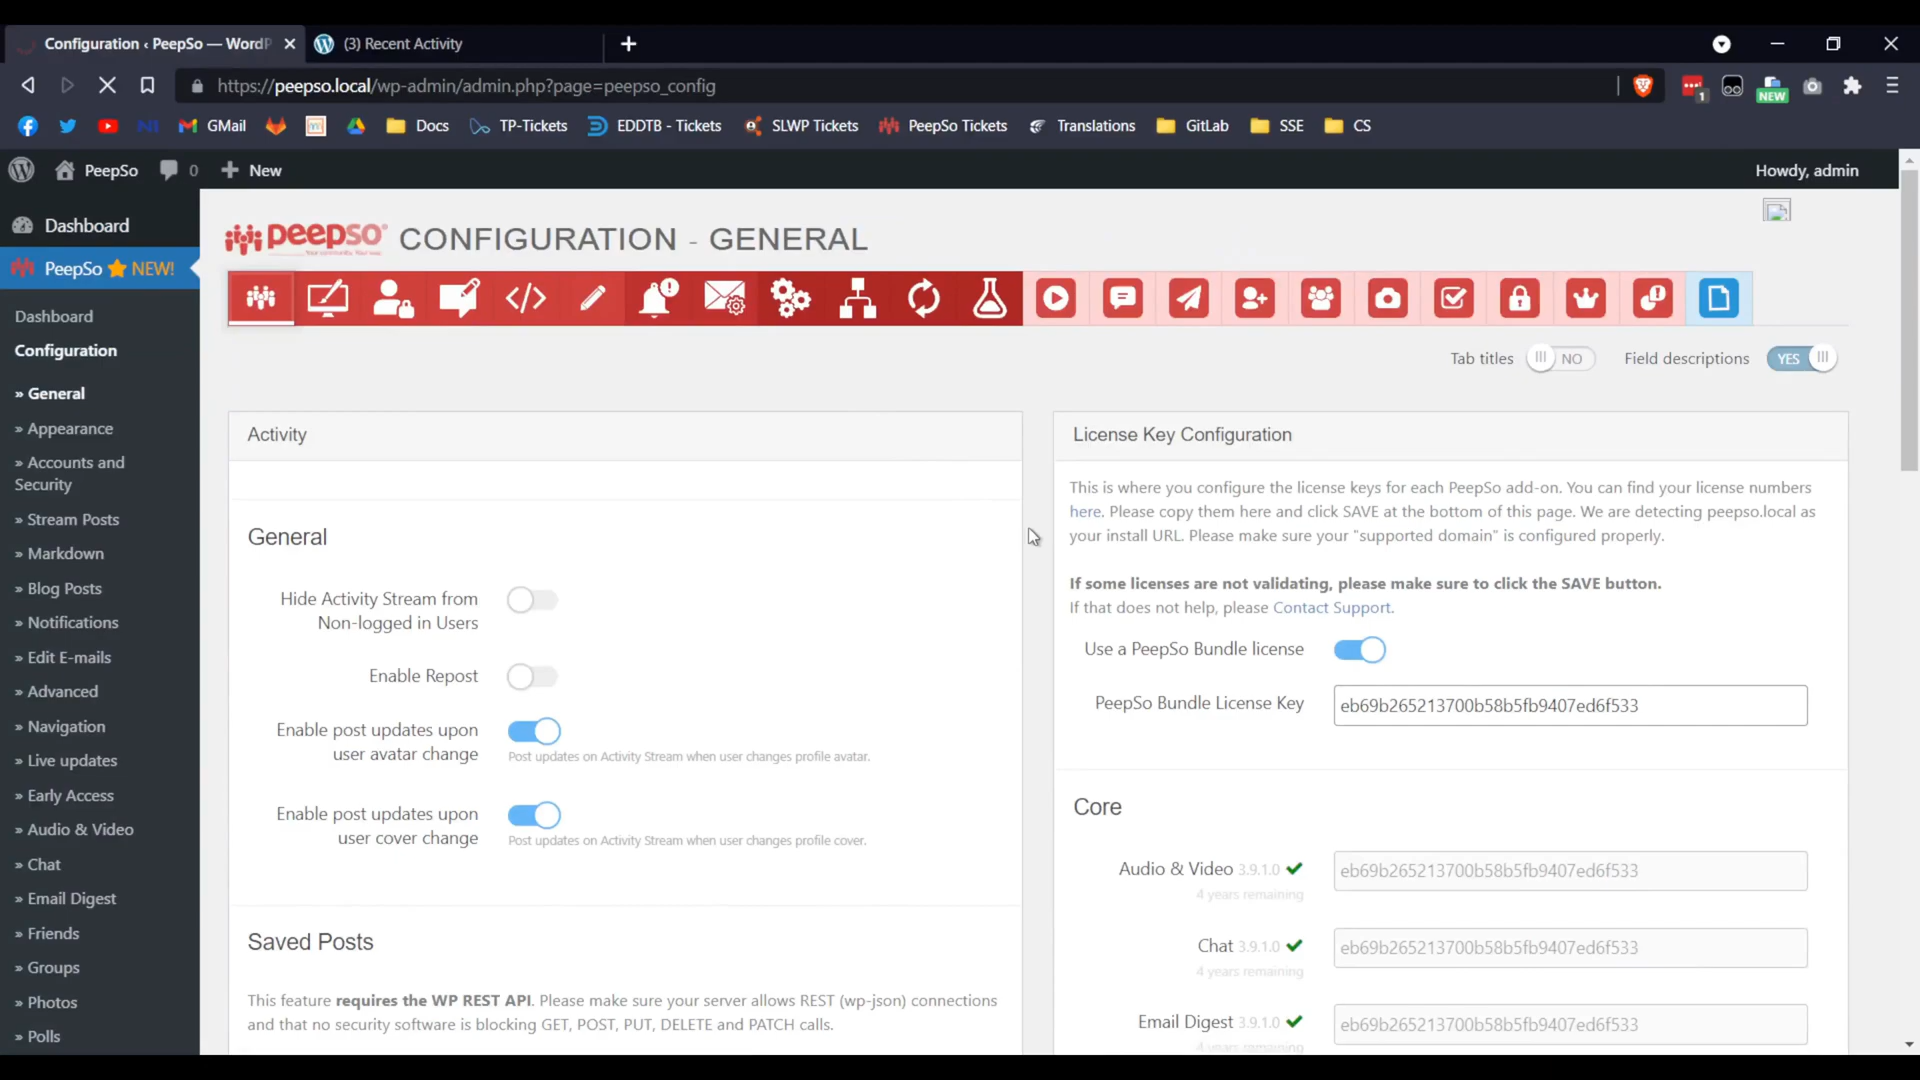 Configuration ‹ PeepSo — WordP
(3) Recent Activity
https://peepso.local/wp-admin/admin.php?page=peepso_config
1
NEW
GMail
Docs
TP-Tickets
EDDTB - Tickets
SLWP Tickets
PeepSo Tickets
Translations
GitLab
SSE
CS
PeepSo
0
New
Howdy, admin
Dashboard
PeepSo NEW!
Dashboard
Configuration
» General
» Appearance
» Accounts and
Security
» Stream Posts
» Markdown
» Blog Posts
» Notifications
» Edit E-mails
» Advanced
» Navigation
» Live updates
» Early Access
» Audio & Video
» Chat
» Email Digest
» Friends
» Groups
» Photos
» Polls
peepso
Your community. Your way.
CONFIGURATION - GENERAL
Tab titles
NO
Field descriptions
YES
Activity
General
Hide Activity Stream from
Non-logged in Users
Enable Repost
Enable post updates upon
user avatar change
Post updates on Activity Stream when user changes profile avatar.
Enable post updates upon
user cover change
Post updates on Activity Stream when user changes profile cover.
Saved Posts
This feature requires the WP REST API. Please make sure your server allows REST (wp-json) connections
and that no security software is blocking GET, POST, PUT, DELETE and PATCH calls.
License Key Configuration
This is where you configure the license keys for each PeepSo add-on. You can find your license numbers
here. Please copy them here and click SAVE at the bottom of this page. We are detecting peepso.local as
your install URL. Please make sure your "supported domain" is configured properly.
If some licenses are not validating, please make sure to click the SAVE button.
If that does not help, please Contact Support.
Use a PeepSo Bundle license
PeepSo Bundle License Key
eb69b265213700b58b5fb9407ed6f533
Core
Audio & Video 3.9.1.0
eb69b265213700b58b5fb9407ed6f533
4 years remaining
Chat 3.9.1.0
eb69b265213700b58b5fb9407ed6f533
4 years remaining
Email Digest 3.9.1.0
eb69b265213700b58b5fb9407ed6f533
4 years remaining